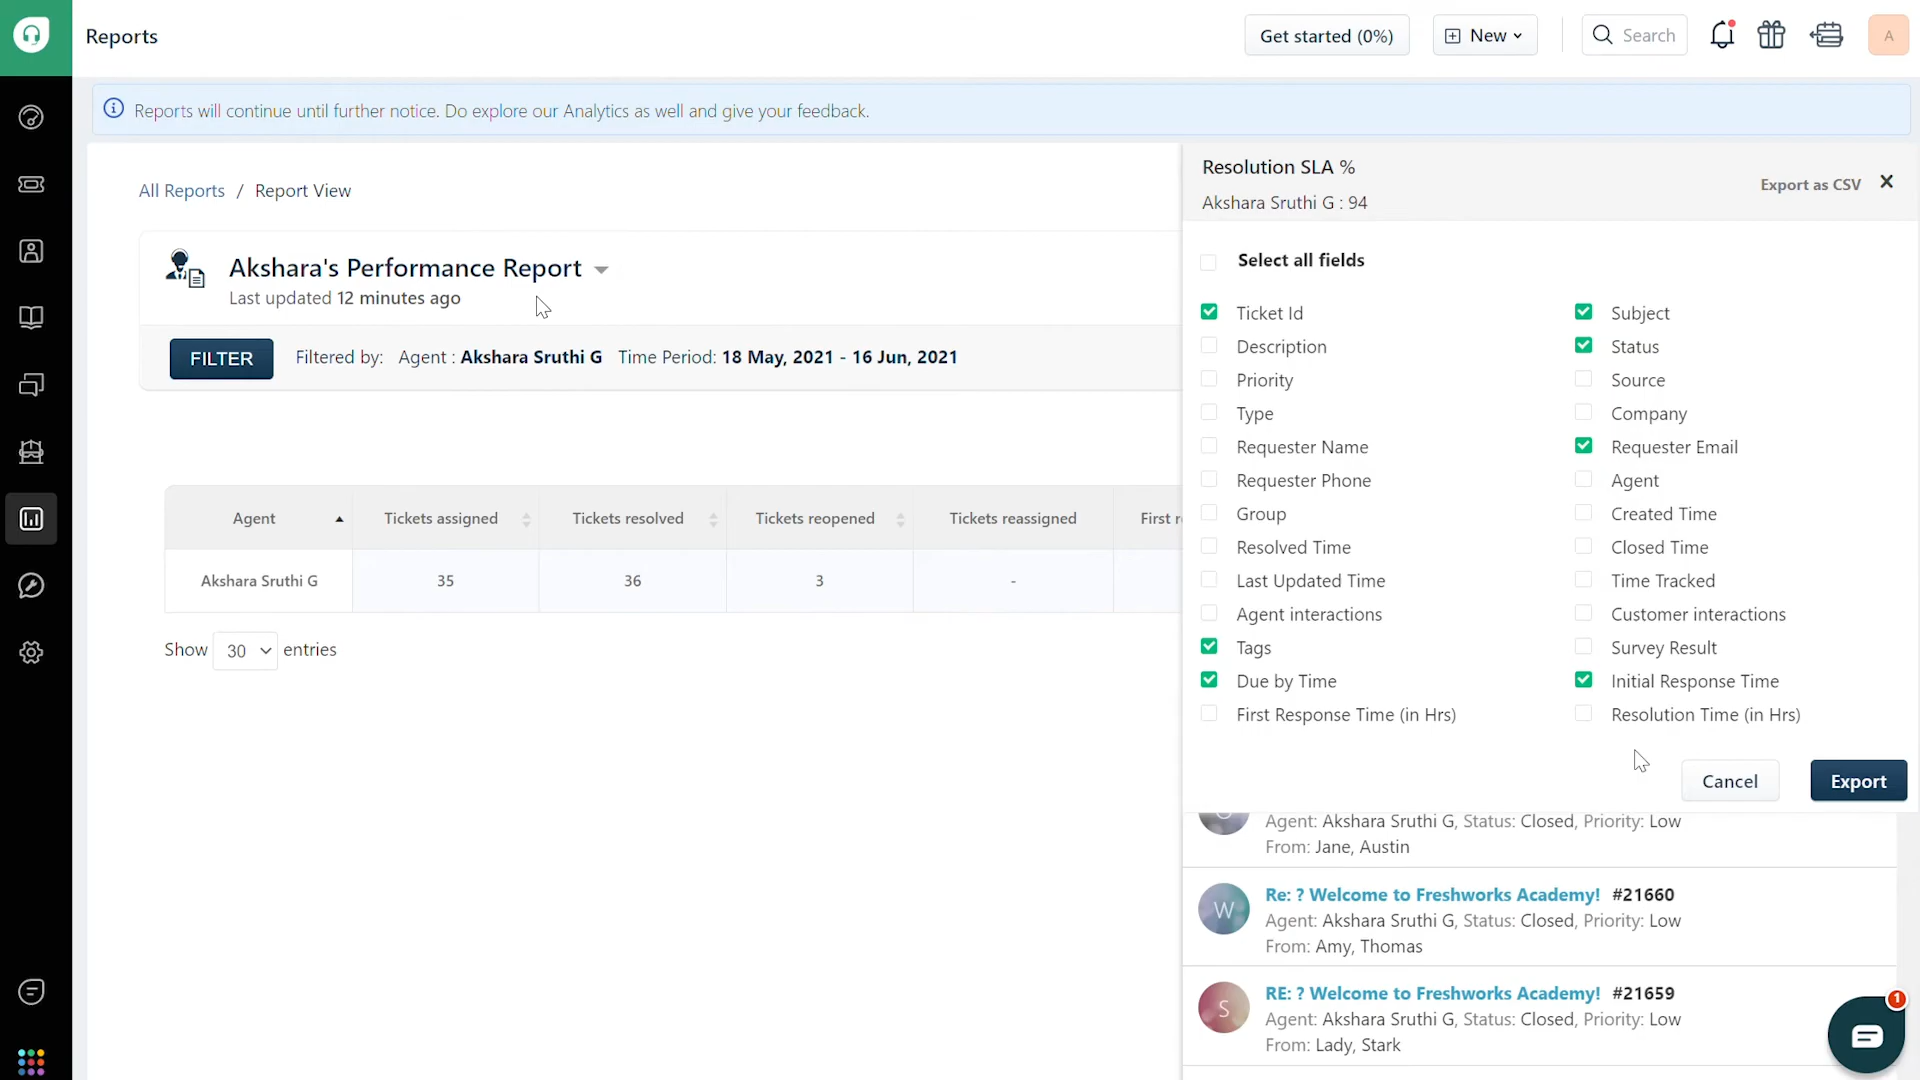 Reports
Get started (0%)
New
Search
A
Reports will continue until further notice. Do explore our Analytics as well and give your feedback.
All Reports / Report View
Akshara's Performance Report
Last updated 12 minutes ago
FILTER
Filtered by: Agent : Akshara Sruthi G Time Period: 18 May, 2021 - 16 Jun, 2021
Agent
Tickets assigned
Tickets resolved
Tickets reopened
Tickets reassigned
First r
Akshara Sruthi G
35
36
3
-
Show 30 entries
Resolution SLA %
Akshara Sruthi G : 94
Export as CSV
Select all fields
Ticket Id
Subject
Description
Status
Priority
Source
Type
Company
Requester Name
Requester Email
Requester Phone
Agent
Group
Created Time
Resolved Time
Closed Time
Last Updated Time
Time Tracked
Agent interactions
Customer interactions
Tags
Survey Result
Due by Time
Initial Response Time
First Response Time (in Hrs)
Resolution Time (in Hrs)
Cancel
Export
Agent: Akshara Sruthi G, Status: Closed, Priority: Low
From: Jane, Austin
W
Re: ? Welcome to Freshworks Academy! #21660
Agent: Akshara Sruthi G, Status: Closed, Priority: Low
From: Amy, Thomas
S
RE: ? Welcome to Freshworks Academy! #21659
Agent: Akshara Sruthi G, Status: Closed, Priority: Low
From: Lady, Stark
1